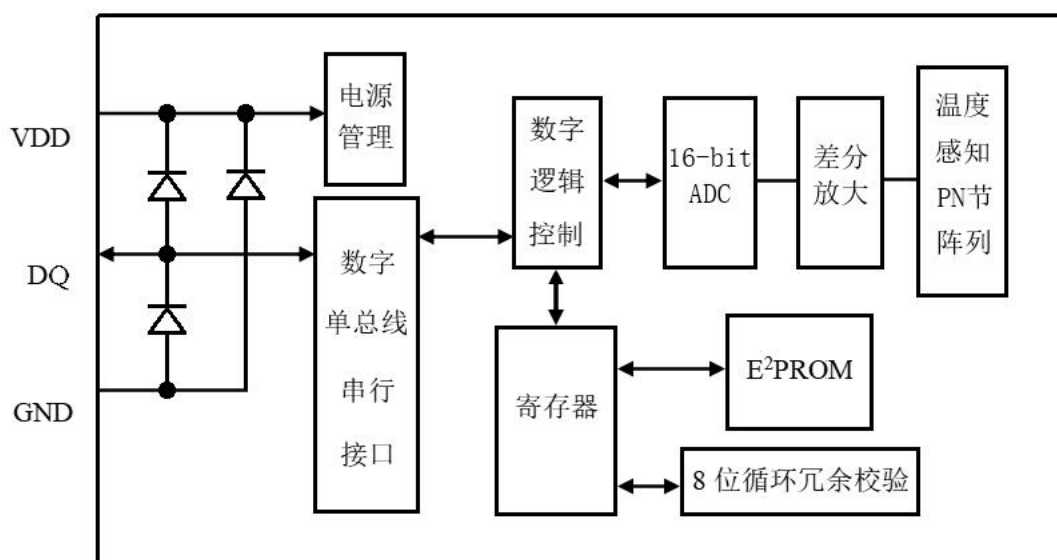 VDD
DQ
GND
电源
管理
数字
单总线
串行
接口
数字
逻辑
控制
16-bit
ADC
差分
放大
温度
感知
PN节
阵列
寄存器
E²PROM
8 位循环冗余校验